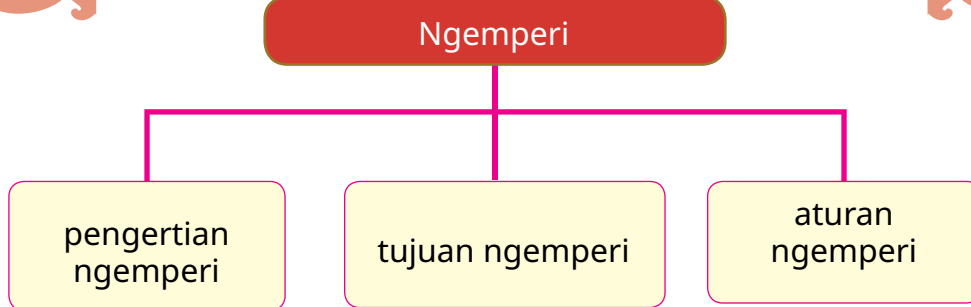 Ngemperi
pengertian
ngemperi
tujuan ngemperi
aturan
ngemperi